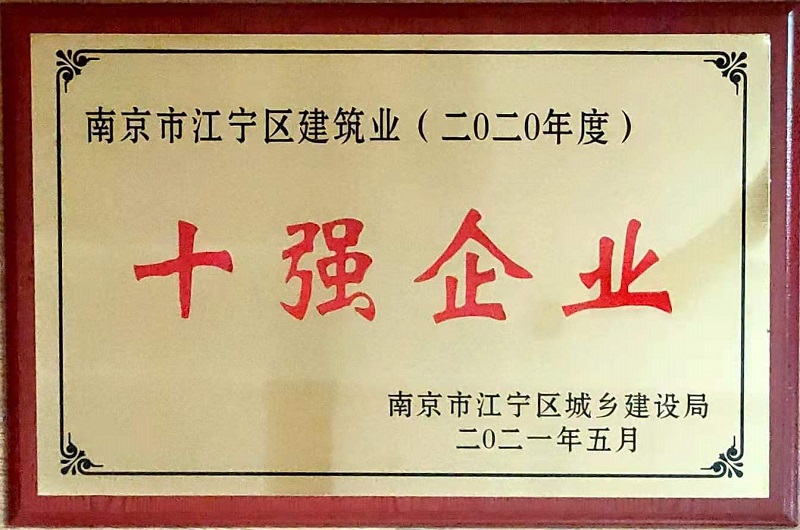 南京市江宁区建筑业（二0二0年度）
十强企业
南京市江宁区城乡建设局
二0二一年五月